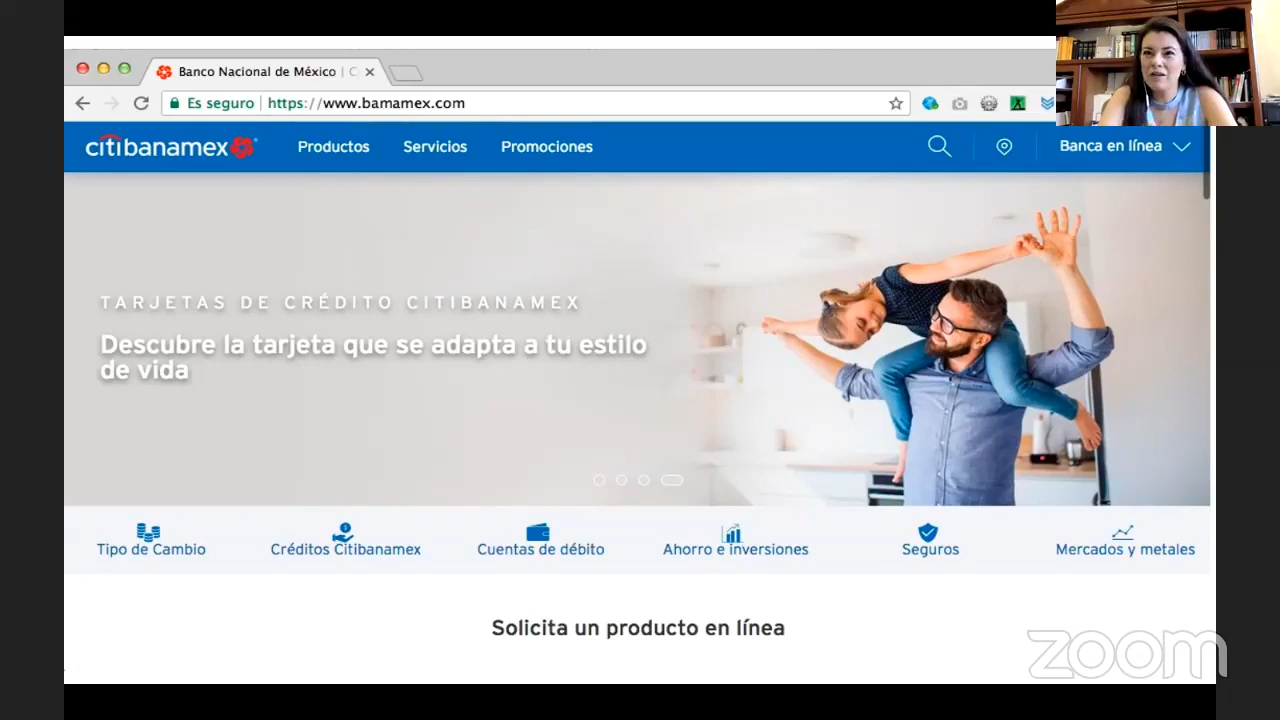 Banco Nacional de México | C
Es seguro | https://www.bamamex.com
citibanamex
Productos
Servicios
Promociones
Banca en línea
TARJETAS DE CRÉDITO CITIBANAMEX
Descubre la tarjeta que se adapta a tu estilo
de vida
Tipo de Cambio
Créditos Citibanamex
Cuentas de débito
Ahorro e inversiones
Seguros
Mercados y metales
Solicita un producto en línea
zoom